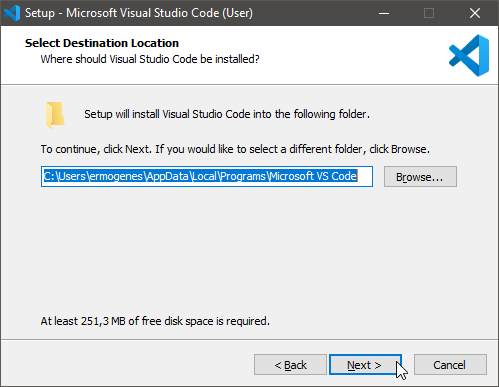 Setup - Microsoft Visual Studio Code (User)
Select Destination Location
Where should Visual Studio Code be installed?
Setup will install Visual Studio Code into the following folder.
To continue, click Next. If you would like to select a different folder, click Browse.
C:\Users\ermogenes\AppData\Local\Programs\Microsoft VS Code
Browse...
At least 251,3 MB of free disk space is required.
< Back
Next >
Cancel